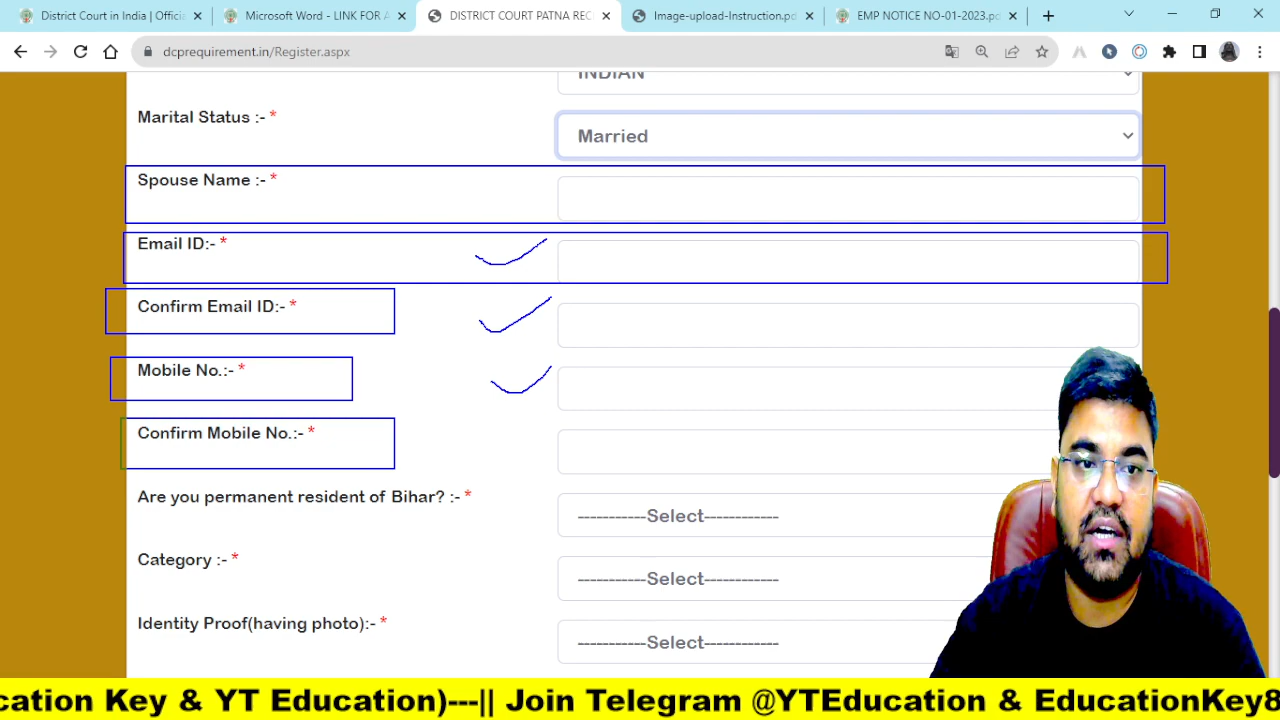 District Court in India | Officia
Microsoft Word - LINK FOR A
DISTRICT COURT PATNA REC
Image-upload-Instruction.pd
EMP NOTICE NO-01-2023.pd
dcprequirement.in/Register.aspx
INDIAN
Marital Status :- *
Married
Spouse Name :- *
Email ID:- *
Confirm Email ID:- *
Mobile No.:- *
Confirm Mobile No.:- *
Are you permanent resident of Bihar? :- *
-----------Select------------
Category :- *
-----------Select------------
Identity Proof(having photo):- *
-----------Select------------
cation Key & YT Education)---|| Join Telegram @YTEducation & EducationKey8